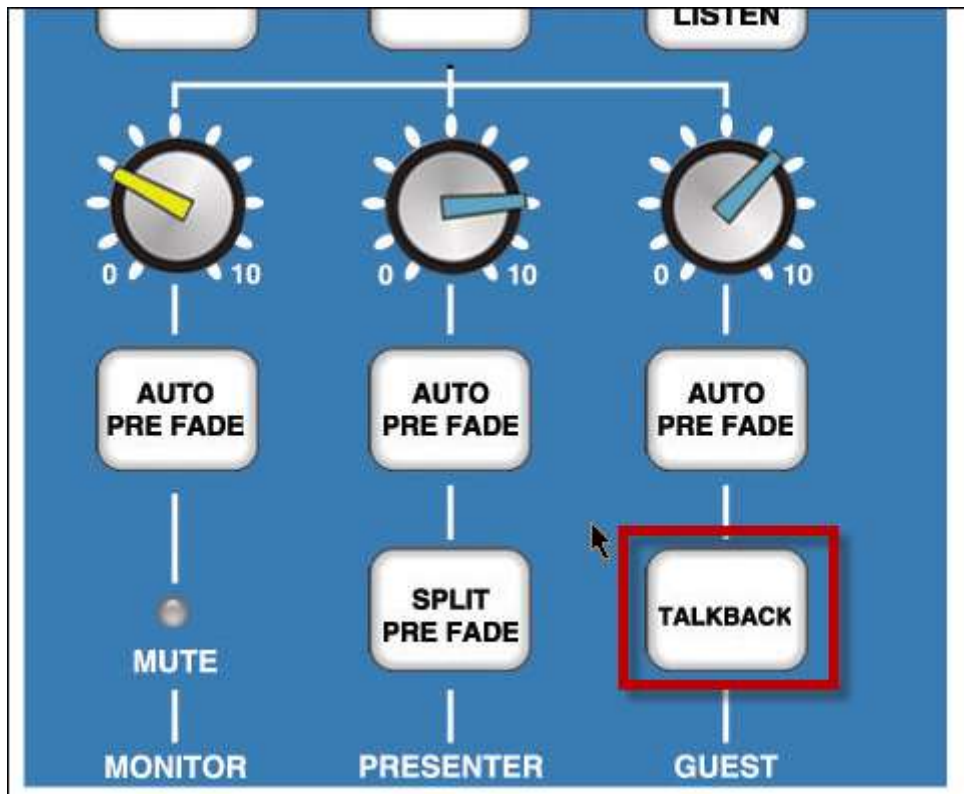 LISTEN
0 10 0 10 0 10
AUTO
PRE FADE
AUTO
PRE FADE
AUTO
PRE FADE
SPLIT
PRE FADE
TALKBACK
MUTE
MONITOR PRESENTER GUEST